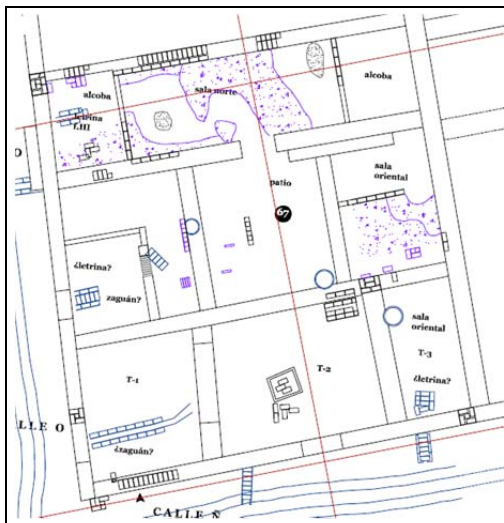 alcoba
sala norte
alcoba
letrina
T.III
O
patio
sala
oriental
67
¿letrina?
zaguán?
sala
oriental
T-1
T-2
T-3
¿letrina?
LLE O
¿zaguán?
CALLE Ñ